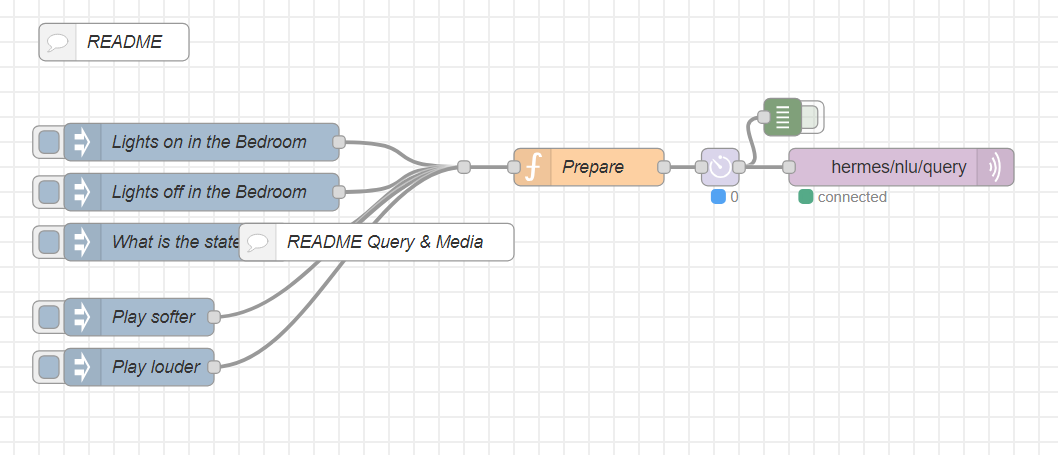 README
Lights on in the Bedroom
Lights off in the Bedroom
What is the state
README Query & Media
Play softer
Play louder
Prepare
0
hermes/nlu/query
connected